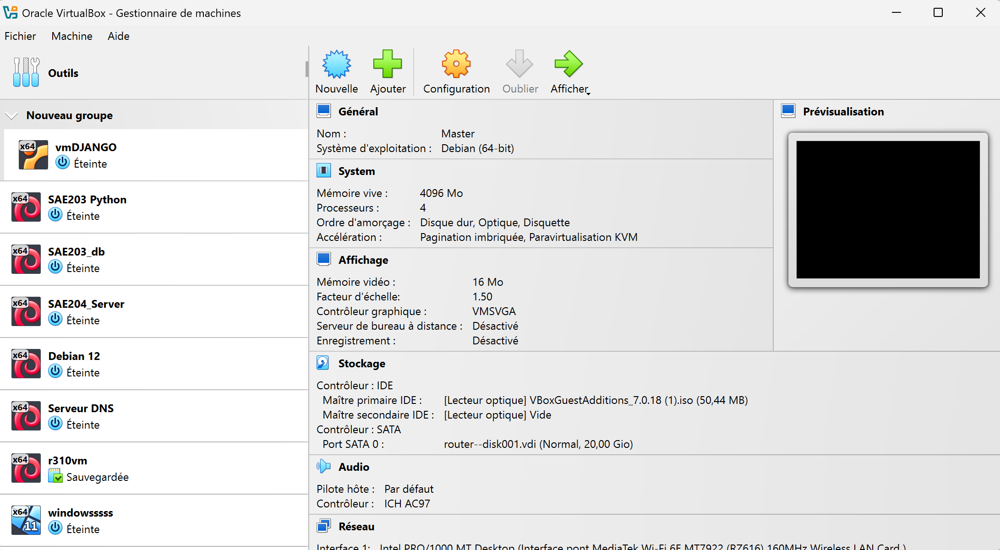 Oracle VirtualBox - Gestionnaire de machines
Fichier Machine Aide
Outils
Nouvelle Ajouter Configuration Oublier Afficher
Nouveau groupe
x64 vmDJANGO
Éteinte
x64 SAE203 Python
Éteinte
x64 SAE203_db
Éteinte
x64 SAE204_Server
Éteinte
x64 Debian 12
Éteinte
x64 Serveur DNS
Éteinte
x64 r310vm
Sauvegardée
x64 windowsssss
11 Éteinte
Général
Nom : Master
Système d'exploitation : Debian (64-bit)
System
Mémoire vive : 4096 Mo
Processeurs : 4
Ordre d'amorçage : Disque dur, Optique, Disquette
Accélération : Pagination imbriquée, Paravirtualisation KVM
Affichage
Mémoire vidéo : 16 Mo
Facteur d'échelle: 1.50
Contrôleur graphique : VMSVGA
Serveur de bureau à distance : Désactivé
Enregistrement : Désactivé
Stockage
Contrôleur : IDE
Maître primaire IDE : [Lecteur optique] VBoxGuestAdditions_7.0.18 (1).iso (50,44 MB)
Maître secondaire IDE : [Lecteur optique] Vide
Contrôleur : SATA
Port SATA 0 : router--disk001.vdi (Normal, 20,00 Gio)
Audio
Pilote hôte : Par défaut
Contrôleur : ICH AC97
Réseau
Interface 1: Intel PRO/1000 MT Desktop (Interface pont MediaTek Wi-Fi 6E MT7922 (RZ616) 160MHz Wireless LAN Card )
Prévisualisation